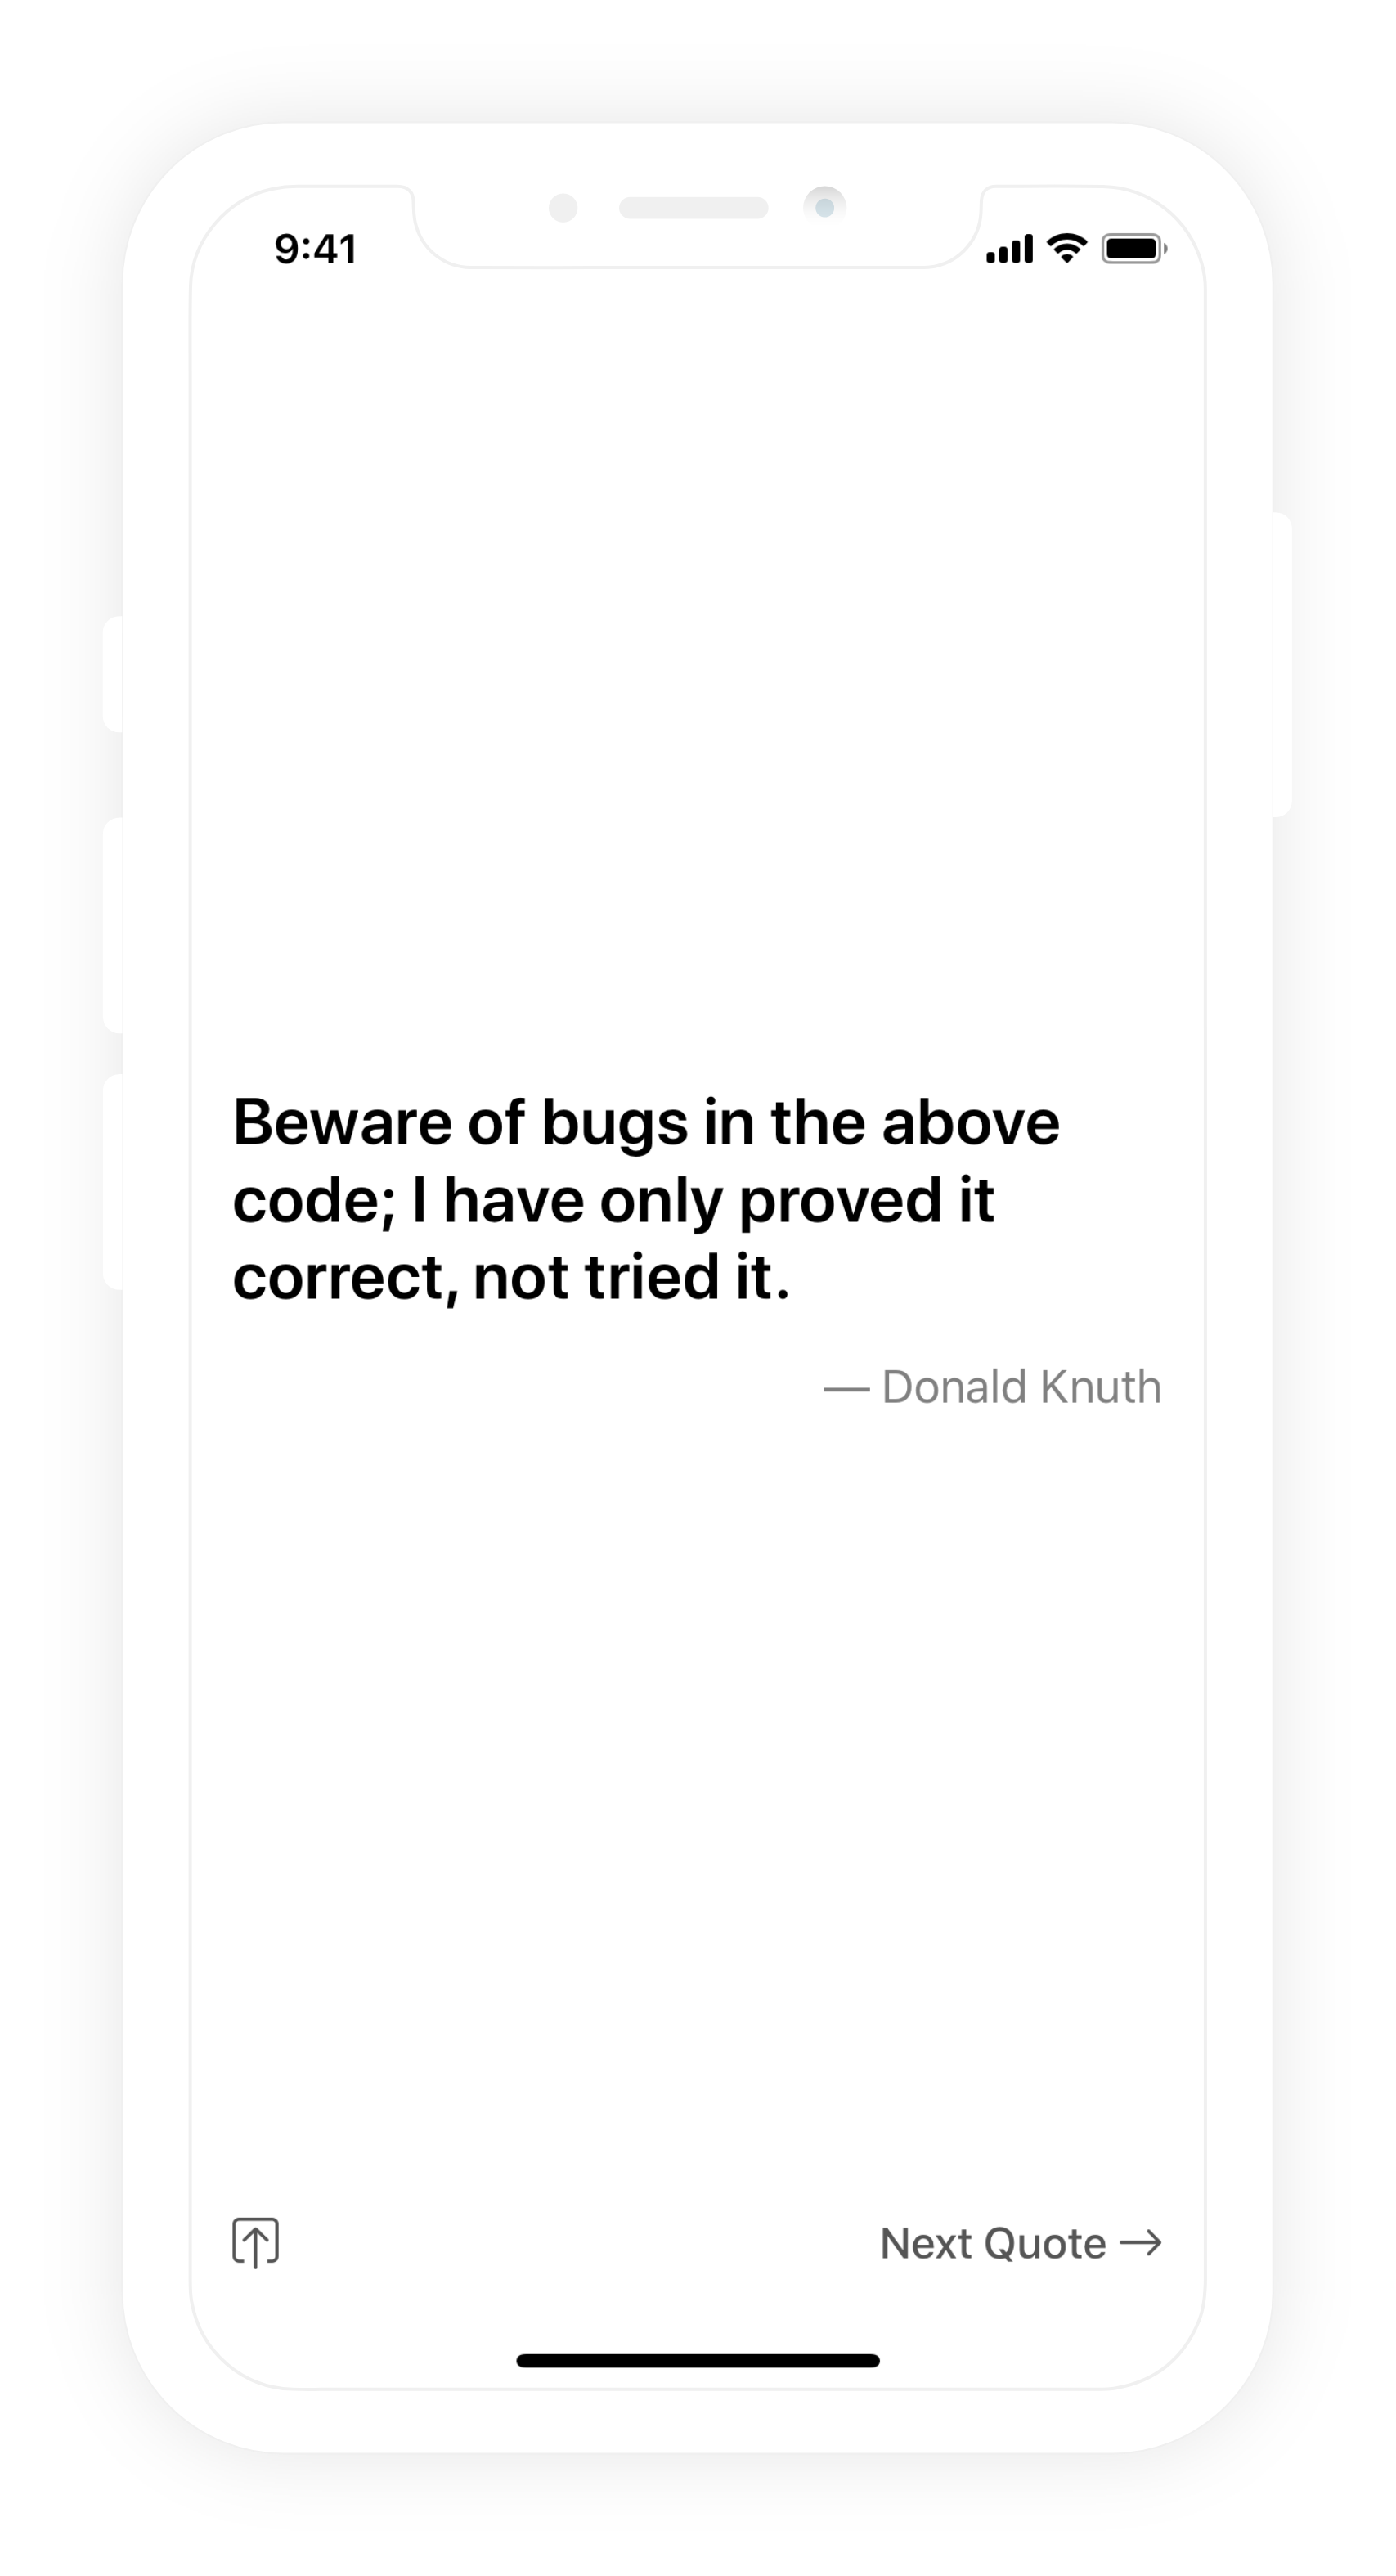 9:41
Beware of bugs in the above
code; I have only proved it
correct, not tried it.
— Donald Knuth
Next Quote →